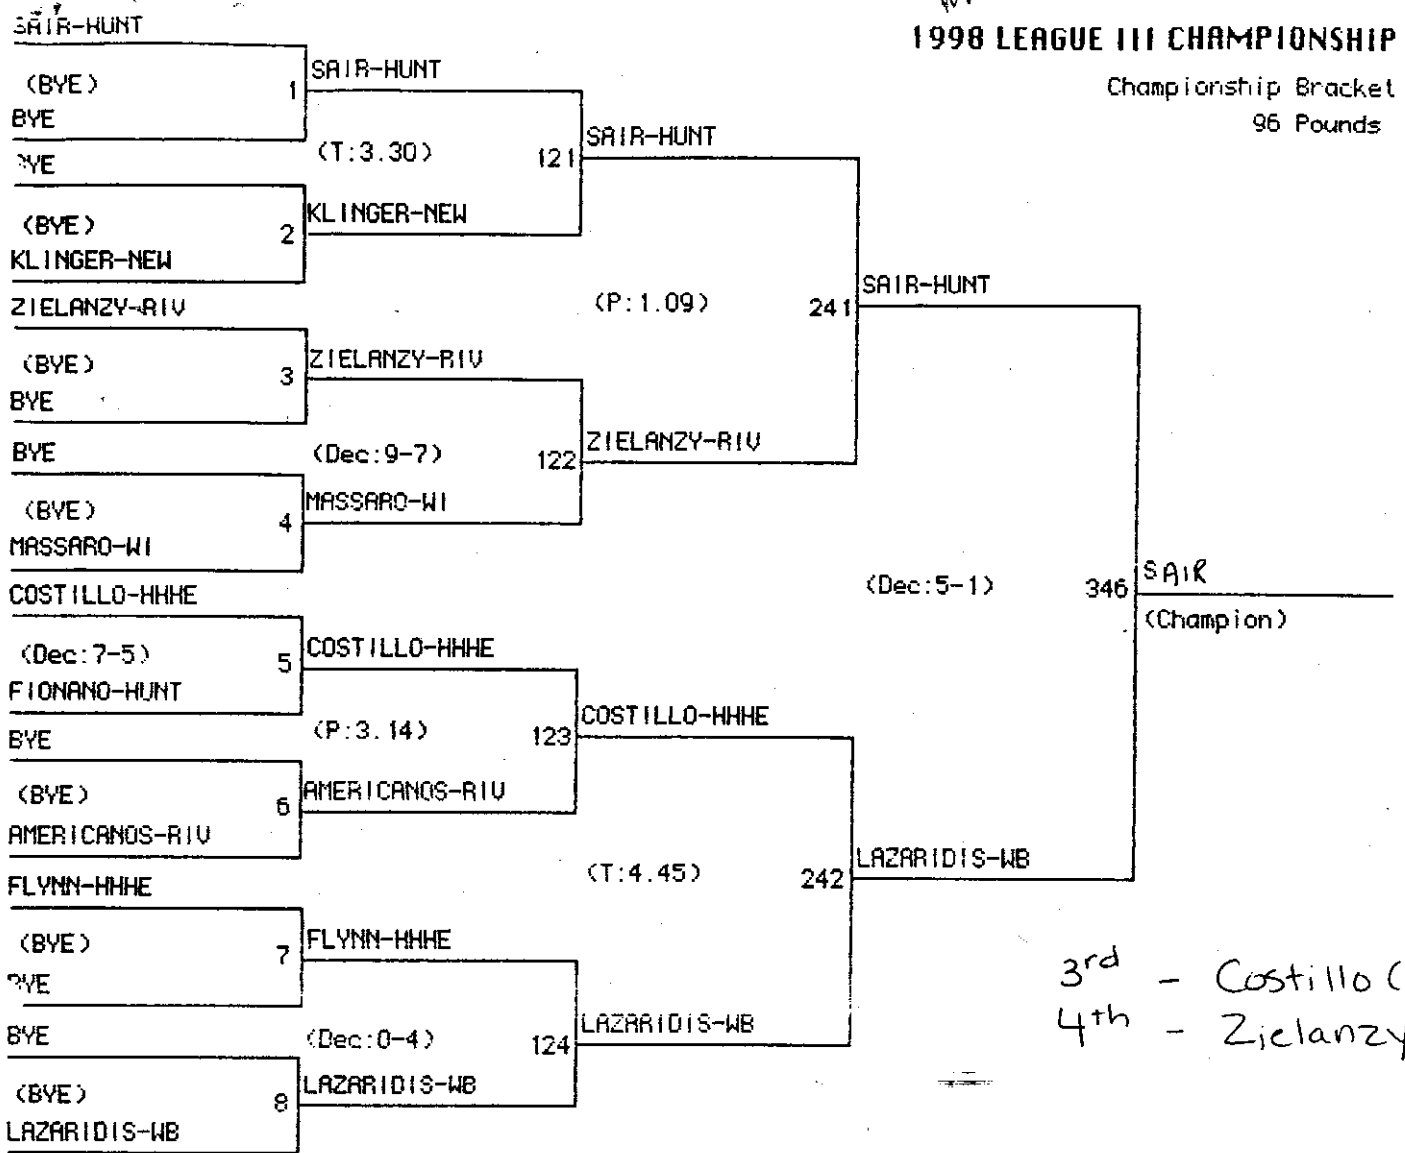 1998 LEAGUE III CHAMPIONSHIP
Championship Bracket
96 Pounds
SAIR-HUNT
(BYE)
1
BYE
BYE
(BYE)
2
KLINGER-NEW
ZIELANZY-RIV
(BYE)
3
BYE
BYE
(BYE)
4
MASSARO-WI
COSTILLO-HHHE
(Dec:7-5)
5
FIONANO-HUNT
BYE
(BYE)
6
AMERICANOS-RIV
FLYNN-HHHE
(BYE)
7
BYE
BYE
(BYE)
8
LAZARIDIS-WB
SAIR-HUNT
(T:3.30)
121
KLINGER-NEW
ZIELANZY-RIV
(Dec:9-7)
122
MASSARO-WI
COSTILLO-HHHE
(P:3.14)
123
AMERICANOS-RIV
FLYNN-HHHE
(Dec:0-4)
124
LAZARIDIS-WB
SAIR-HUNT
(P:1.09)
241
ZIELANZY-RIV
COSTILLO-HHHE
(T:4.45)
242
LAZARIDIS-WB
SAIR-HUNT
(Dec:5-1)
346
LAZARIDIS-WB
SAIR
(Champion)
3rd - Costillo (
4th - Zielanzy